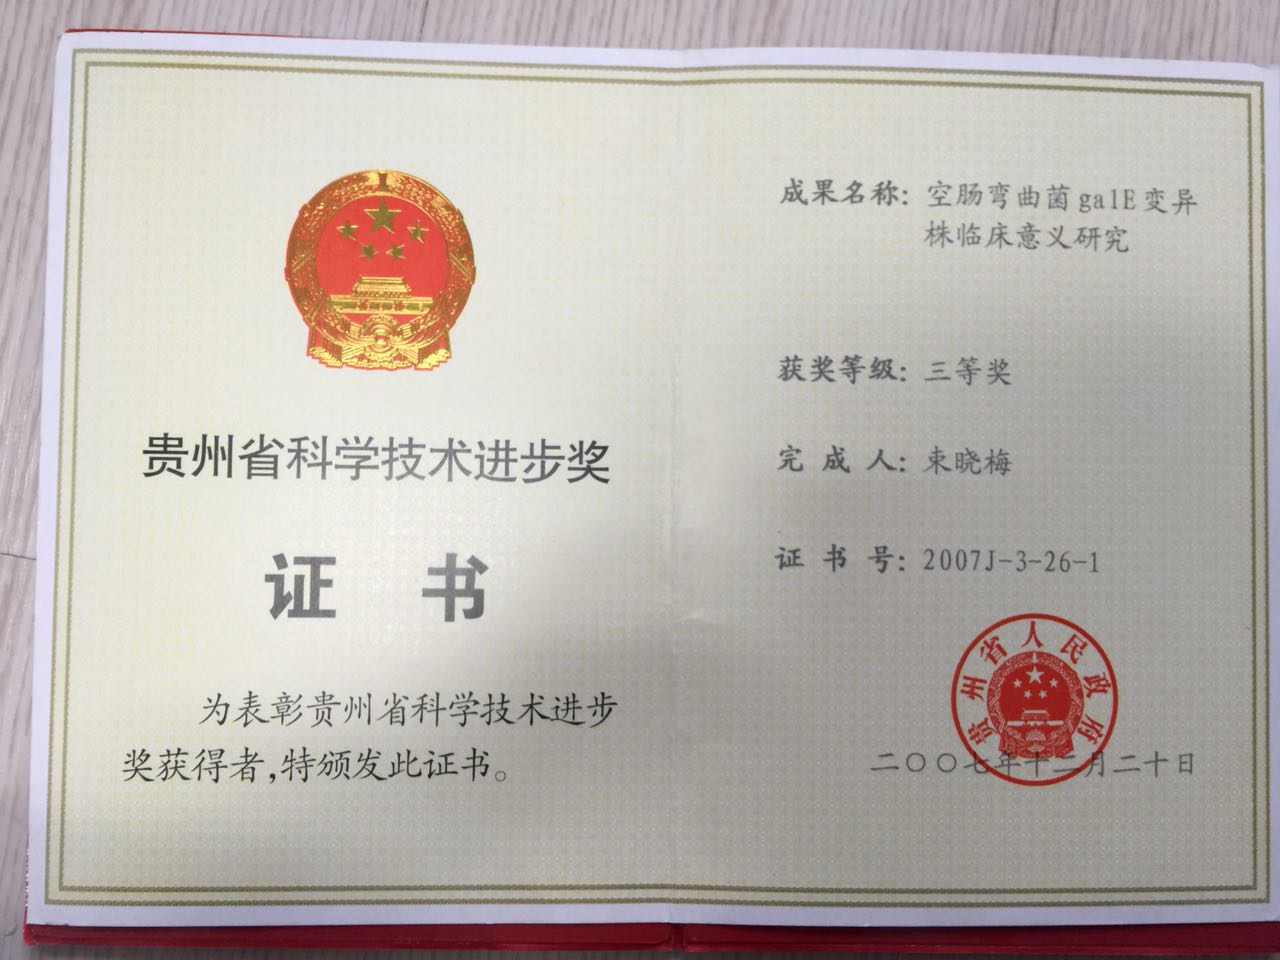 贵州省科学技术进步奖
证 书
为表彰贵州省科学技术进步
奖获得者,特颁发此证书。
成果名称: 空肠弯曲菌galE变异
株临床意义研究
获奖等级: 三等奖
完 成 人: 束晓梅
证 书 号: 2007J-3-26-1
贵州省人民政府
二〇〇七年十二月二十日